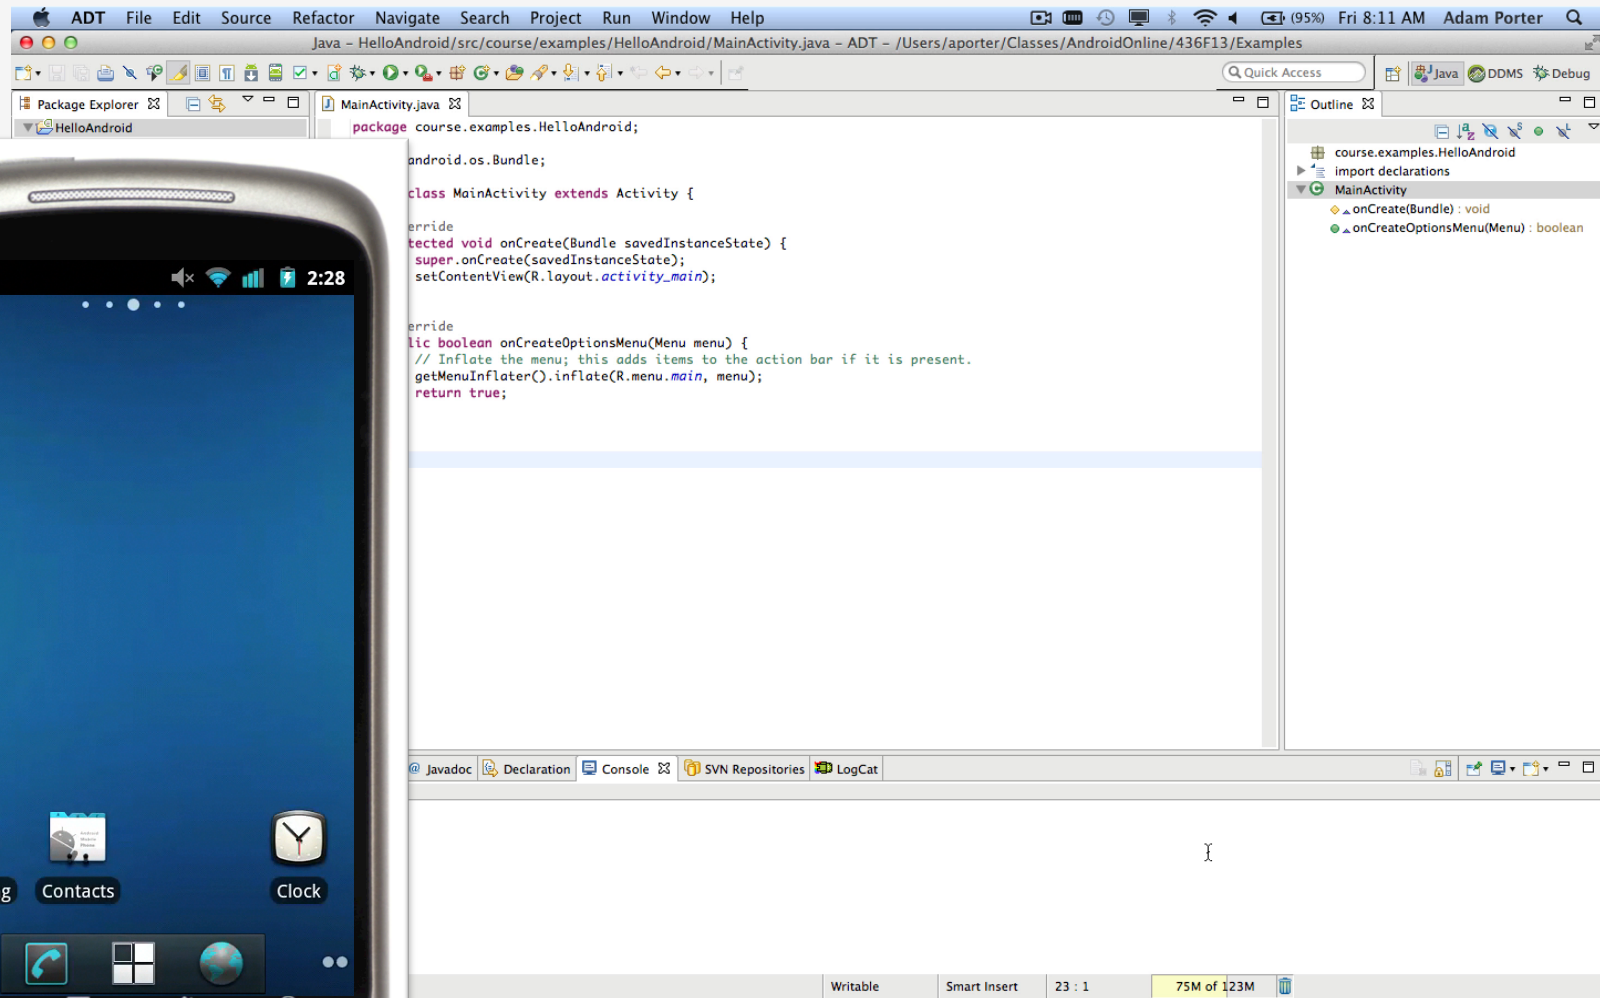 ADT File Edit Source Refactor Navigate Search Project Run Window Help (95%) Fri 8:11 AM Adam Porter
Java – HelloAndroid/src/course/examples/HelloAndroid/MainActivity.java – ADT – /Users/aporter/Classes/AndroidOnline/436F13/Examples
Quick Access Java DDMS Debug
Package Explorer
HelloAndroid
MainActivity.java
package course.examples.HelloAndroid;
android.os.Bundle;
class MainActivity extends Activity {
erride
tected void onCreate(Bundle savedInstanceState) {
super.onCreate(savedInstanceState);
setContentView(R.layout.activity_main);
erride
lic boolean onCreateOptionsMenu(Menu menu) {
// Inflate the menu; this adds items to the action bar if it is present.
getMenuInflater().inflate(R.menu.main, menu);
return true;
Outline
course.examples.HelloAndroid
import declarations
MainActivity
onCreate(Bundle) : void
onCreateOptionsMenu(Menu) : boolean
2:28
g Contacts Clock
@ Javadoc Declaration Console SVN Repositories LogCat
Writable Smart Insert 23 : 1 75M of 123M